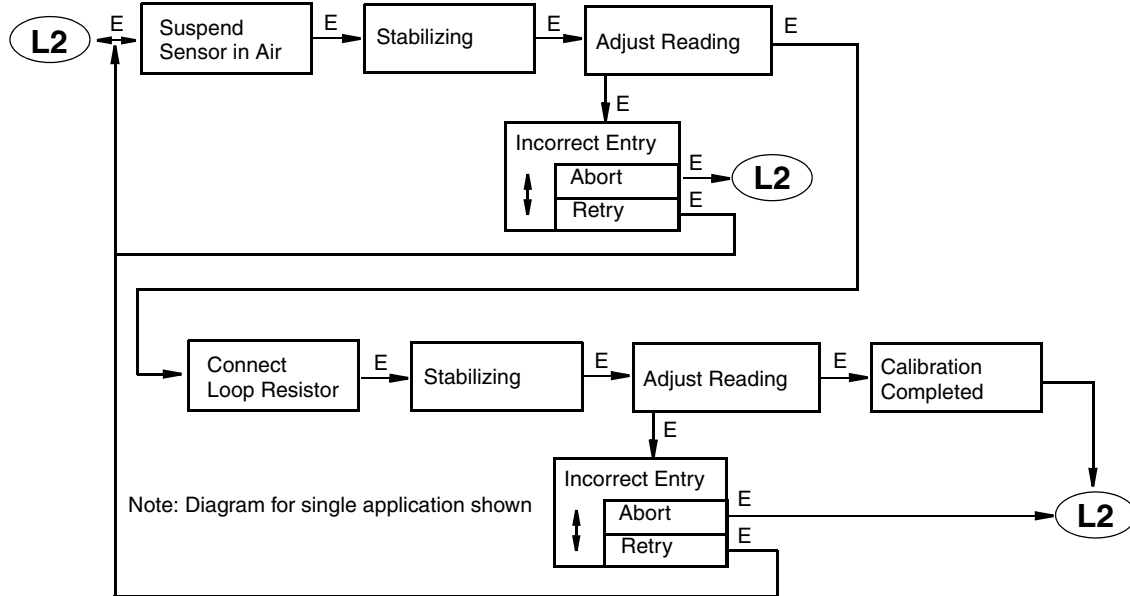 L2
E
Suspend
Sensor in Air
E
Stabilizing
E
Adjust Reading
E
E
Incorrect Entry
Abort
E
L2
Retry
E
Connect
Loop Resistor
E
Stabilizing
E
Adjust Reading
E
Calibration
Completed
E
Incorrect Entry
Note: Diagram for single application shown
Abort
E
L2
Retry
E